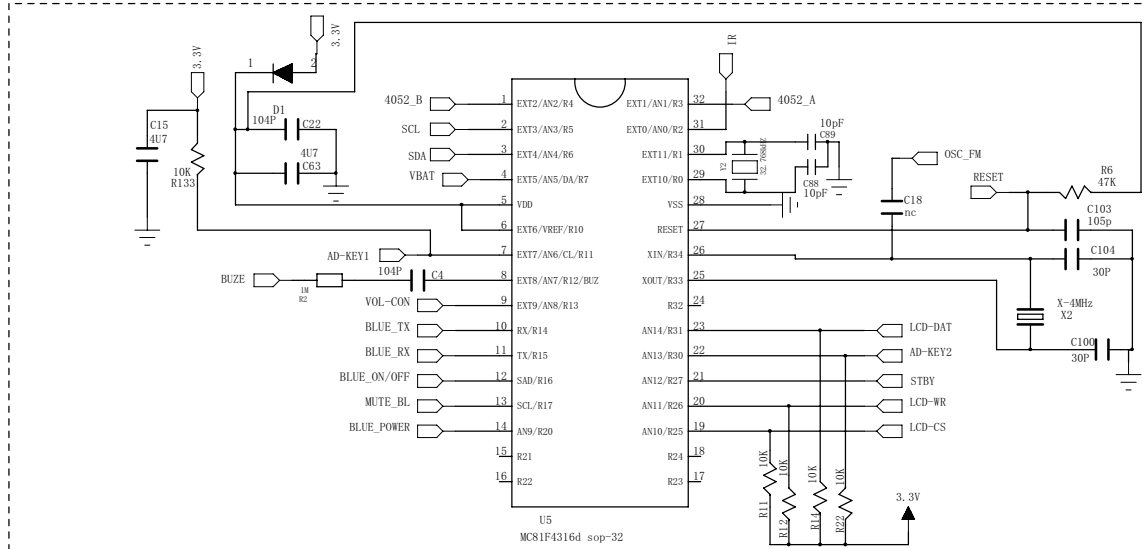 3.3V
3.3V
IR
1
2
D1
104P
C22
4U7
C63
C15
4U7
10K
R133
4052_B
SCL
SDA
VBAT
AD-KEY1
BUZE
1M
R2
104P
C4
VOL-CON
BLUE_TX
BLUE_RX
BLUE_ON/OFF
MUTE_BL
BLUE_POWER
1 EXT2/AN2/R4
2 EXT3/AN3/R5
3 EXT4/AN4/R6
4 EXT5/AN5/DA/R7
5 VDD
6 EXT6/VREF/R10
7 EXT7/AN6/CL/R11
8 EXT8/AN7/R12/BUZ
9 EXT9/AN8/R13
10 RX/R14
11 TX/R15
12 SAD/R16
13 SCL/R17
14 AN9/R20
15 R21
16 R22
EXT1/AN1/R3 32
EXT0/AN0/R2 31
EXT11/R1 30
EXT10/R0 29
VSS 28
RESET 27
XIN/R34 26
XOUT/R33 25
R32 24
AN14/R31 23
AN13/R30 22
AN12/R27 21
AN11/R26 20
AN10/R25 19
R24 18
R23 17
U5
MC81F4316d sop-32
4052_A
10pF
C89
Y2
32.768kHZ
C88
10pF
OSC_FM
C18
nc
RESET
R6
47K
C103
105p
C104
30P
X-4MHz
X2
C100
30P
LCD-DAT
AD-KEY2
STBY
LCD-WR
LCD-CS
10K
R11
10K
R12
10K
R14
10K
R22
3.3V